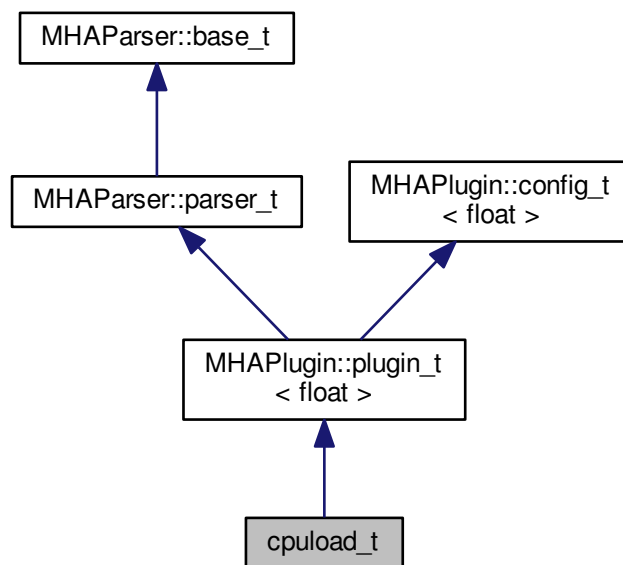 MHAParser::base_t
MHAParser::parser_t
MHAPlugin::config_t
< float >
MHAPlugin::plugin_t
< float >
cpuload_t